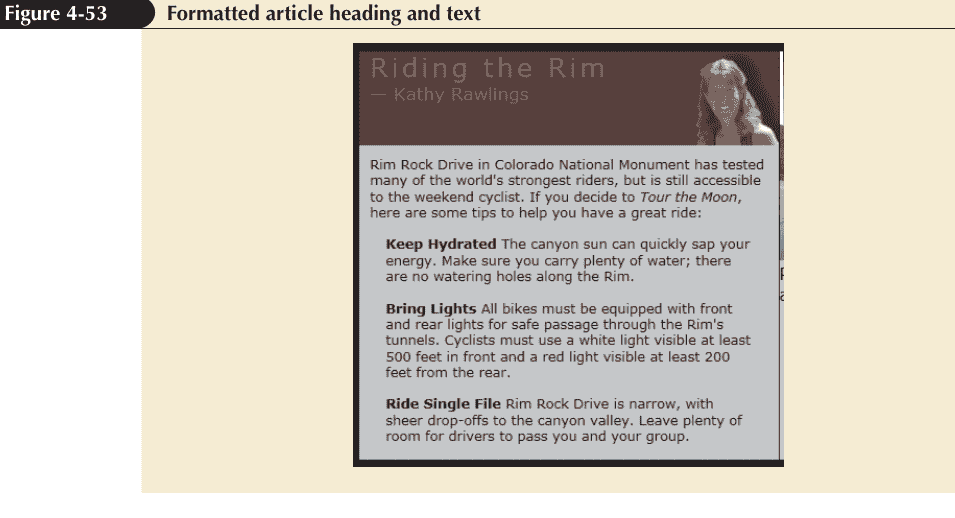 Figure 4-53
Formatted article heading and text
Riding the Rim
— Kathy Rawlings
Rim Rock Drive in Colorado National Monument has tested
many of the world's strongest riders, but is still accessible
to the weekend cyclist. If you decide to Tour the Moon,
here are some tips to help you have a great ride:
Keep Hydrated The canyon sun can quickly sap your
energy. Make sure you carry plenty of water; there
are no watering holes along the Rim.
Bring Lights All bikes must be equipped with front
and rear lights for safe passage through the Rim's
tunnels. Cyclists must use a white light visible at least
500 feet in front and a red light visible at least 200
feet from the rear.
Ride Single File Rim Rock Drive is narrow, with
sheer drop-offs to the canyon valley. Leave plenty of
room for drivers to pass you and your group.